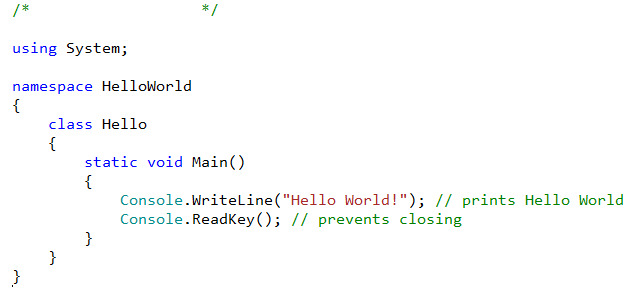 /*                   */
using System;
namespace HelloWorld
{
    class Hello
    {
        static void Main()
        {
            Console.WriteLine("Hello World!"); // prints Hello World
            Console.ReadKey(); // prevents closing
        }
    }
}